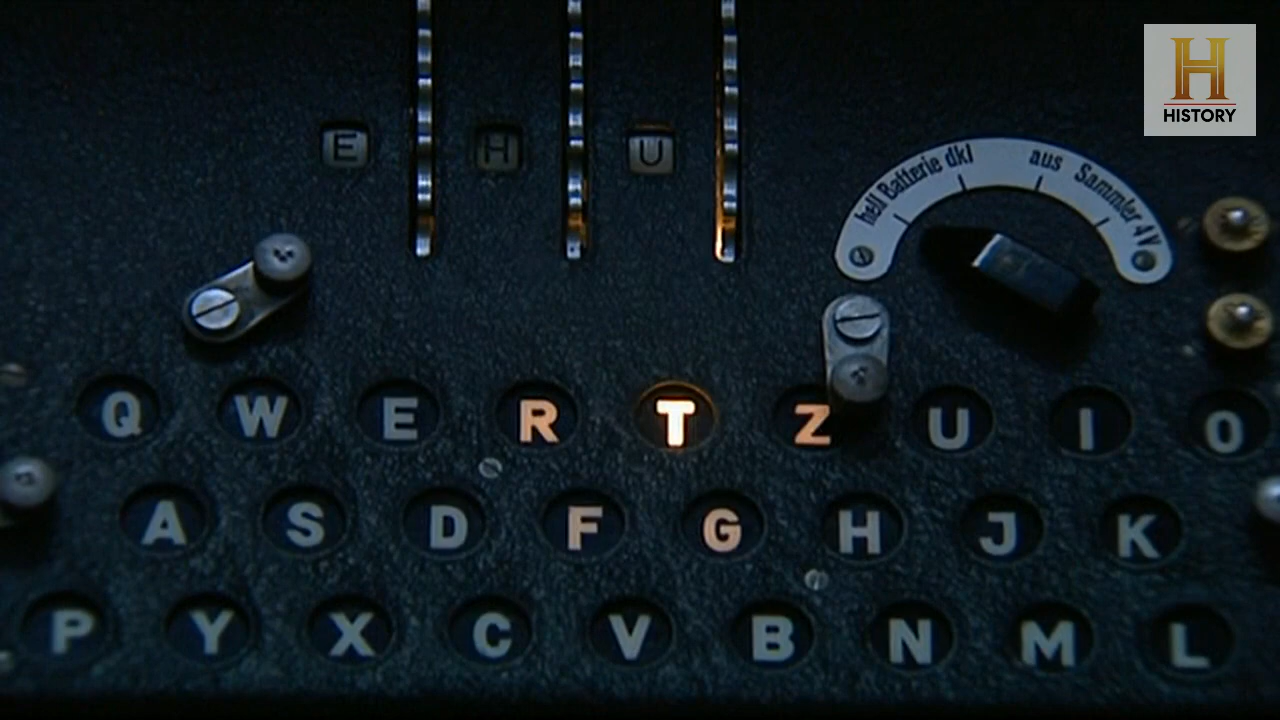 H
HISTORY
E H U
hell Batterie dkl aus Sammler 4V
Q W E R T Z U I O
A S D F G H J K
P Y X C V B N M L